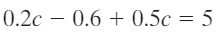 0.2c − 0.6 + 0.5c = 5